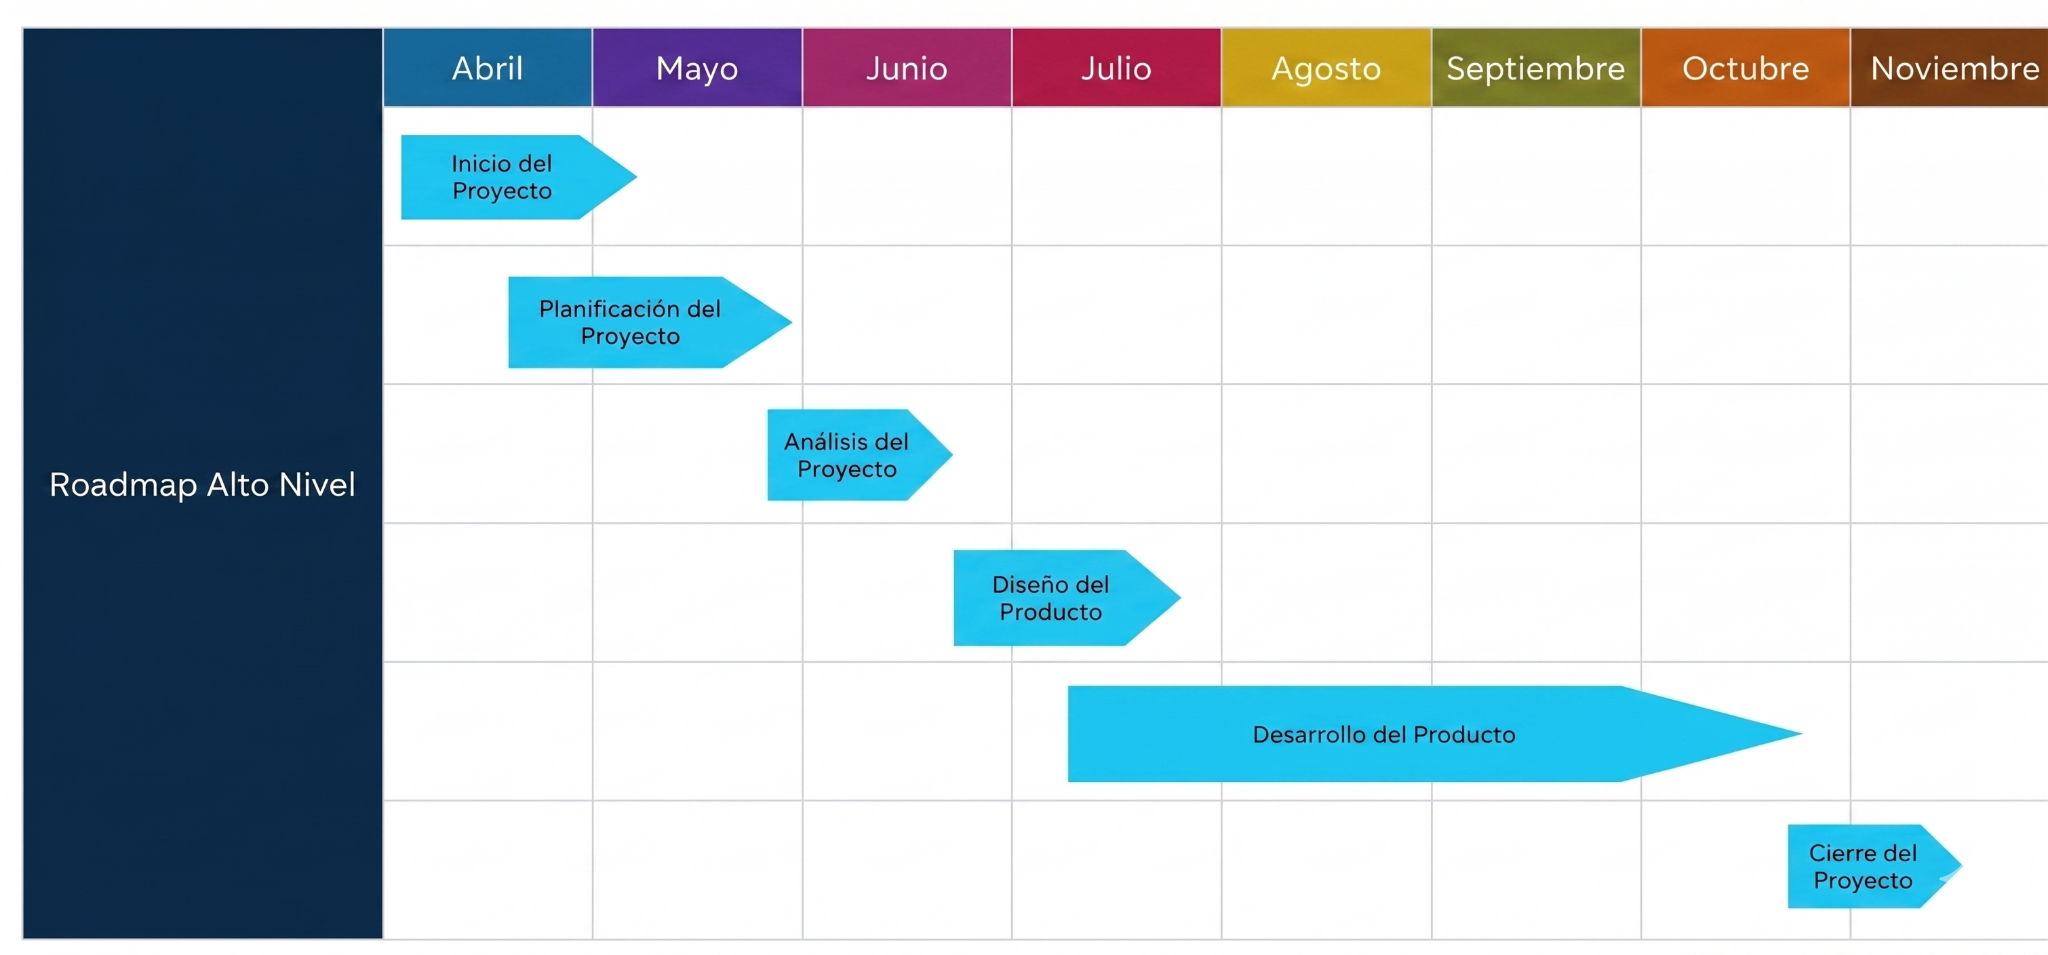 Abril
Mayo
Junio
Julio
Agosto
Septiembre
Octubre
Noviembre
Roadmap Alto Nivel
Inicio del
Proyecto
Planificación del
Proyecto
Análisis del
Proyecto
Diseño del
Producto
Desarrollo del Producto
Cierre del
Proyecto